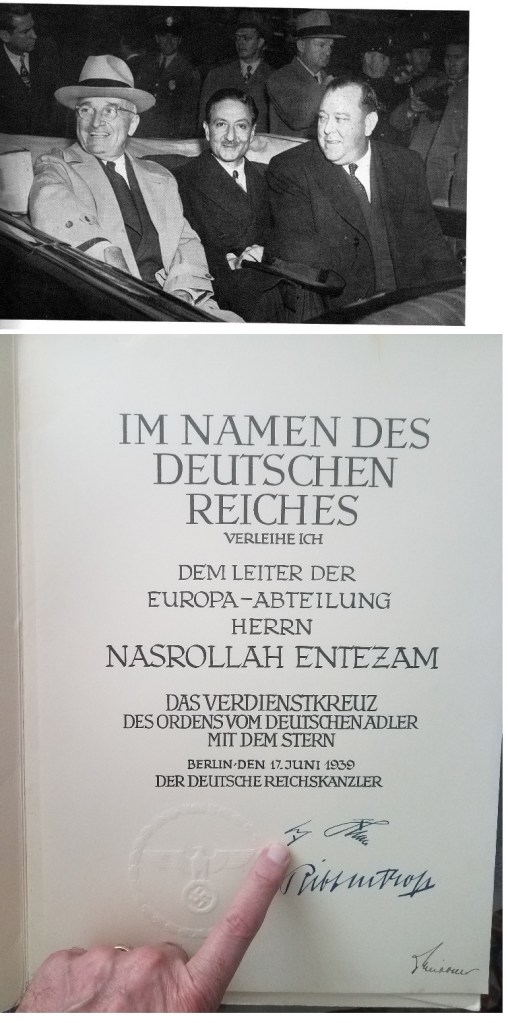 IM NAMEN DES
DEUTSCHEN
REICHES
VERLEIHE ICH
DEM LEITER DER
EUROPA-ABTEILUNG
HERRN
NASROLLAH ENTEZAM
DAS VERDIENSTKREUZ
DES ORDENS VOM DEUTSCHEN ADLER
MIT DEM STERN
BERLIN·DEN 17. JUNI 1939
DER DEUTSCHE REICHSKANZLER
Ribbentrop